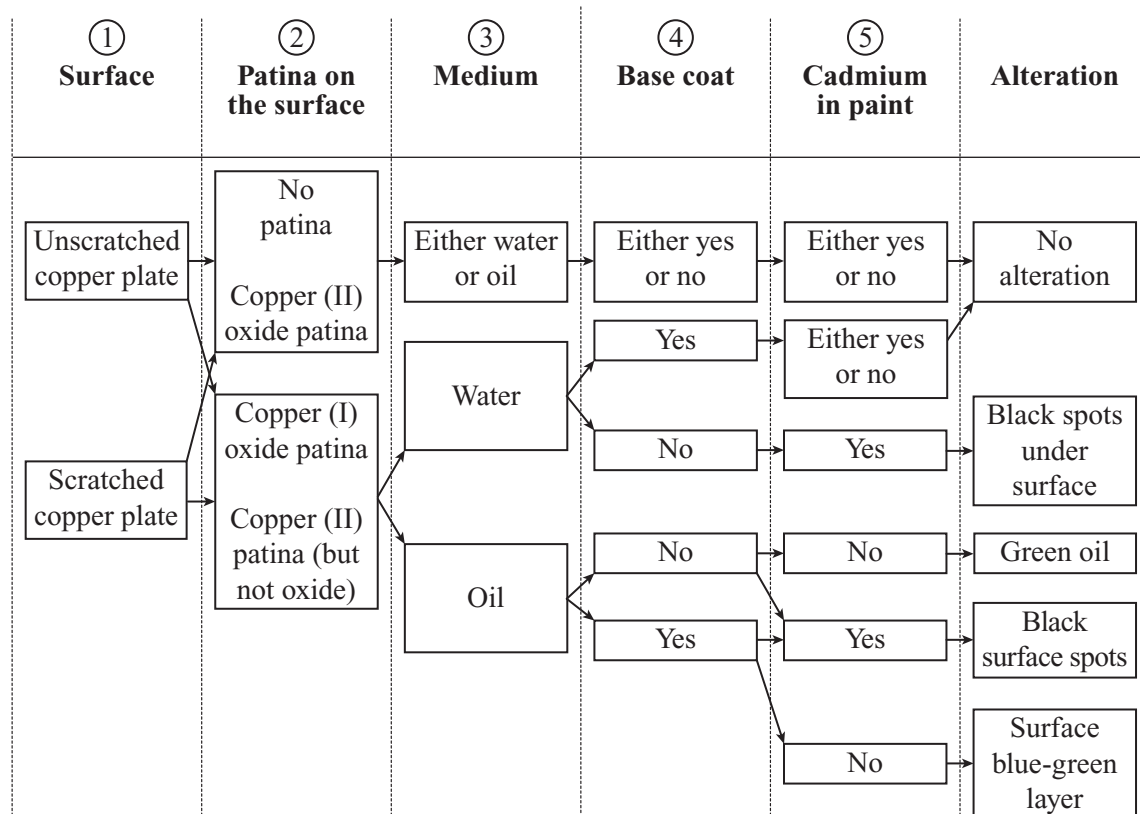 1
Surface
2
Patina on
the surface
3
Medium
4
Base coat
5
Cadmium
in paint
Alteration
Unscratched
copper plate
Scratched
copper plate
No
patina
Copper (II)
oxide patina
Copper (I)
oxide patina
Copper (II)
patina (but
not oxide)
Either water
or oil
Water
Oil
Either yes
or no
Yes
No
No
Yes
Either yes
or no
Either yes
or no
Yes
No
Yes
No
No
alteration
Black spots
under
surface
Green oil
Black
surface spots
Surface
blue-green
layer